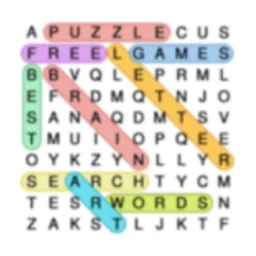 A P U Z Z L E C U S
F R E E L G A M E S
B B V Q L E P R M L
E F R D M Q T N J O
S A N A Q D M T S V
T M U I I O P Q E E
O Y K Z Y N L L Y R
S E A R C H T Y C M
T E S R W O R D S N
Z A K S T L J K T F